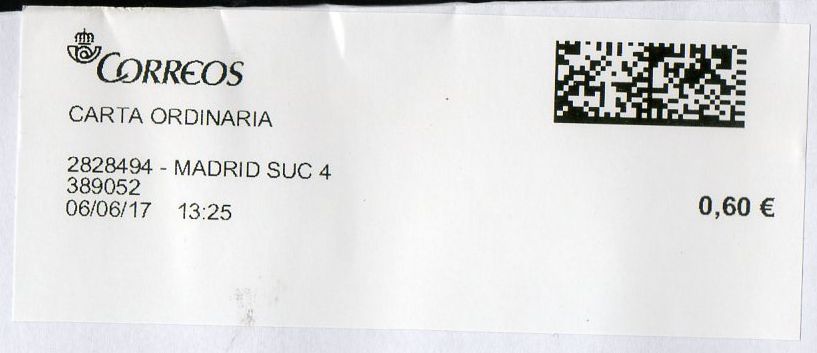 CORREOS
CARTA ORDINARIA
2828494 - MADRID SUC 4
389052
06/06/17 13:25
0,60 €